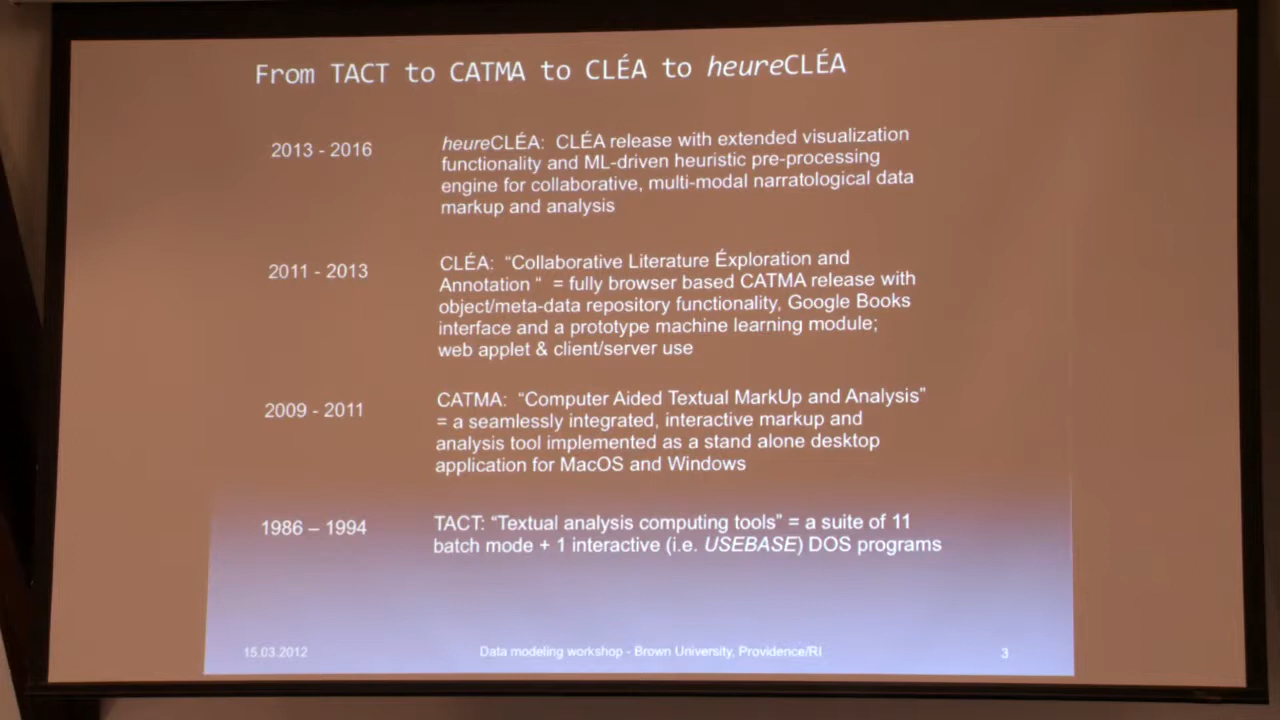 From TACT to CATMA to CLÉA to heureCLÉA
2013 - 2016
heureCLÉA: CLÉA release with extended visualization
functionality and ML-driven heuristic pre-processing
engine for collaborative, multi-modal narratological data
markup and analysis
2011 - 2013
CLÉA: “Collaborative Literature Éxploration and
Annotation “ = fully browser based CATMA release with
object/meta-data repository functionality, Google Books
interface and a prototype machine learning module;
web applet & client/server use
2009 - 2011
CATMA: “Computer Aided Textual MarkUp and Analysis”
= a seamlessly integrated, interactive markup and
analysis tool implemented as a stand alone desktop
application for MacOS and Windows
1986 – 1994
TACT: “Textual analysis computing tools” = a suite of 11
batch mode + 1 interactive (i.e. USEBASE) DOS programs
15.03.2012
Data modeling workshop - Brown University, Providence/RI
3